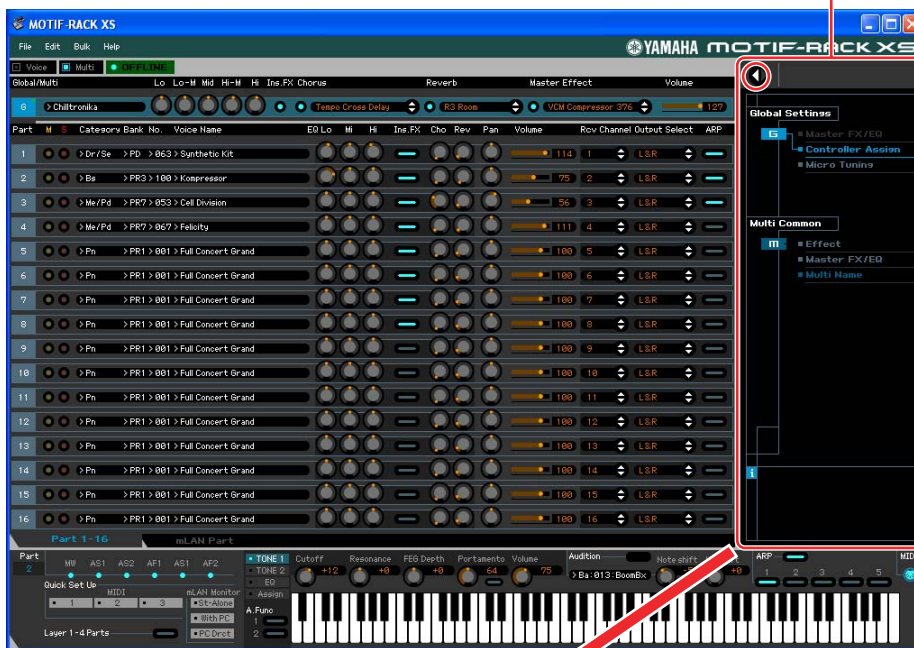 MOTIF-RACK XS
File Edit Bulk Help
YAMAHA MOTIF-RACK XS
Voice Multi OFFLINE
Global/Multi Lo Lo-M Mid Hi-M Hi Ins.FX Chorus Reverb Master Effect Volume
G > Chilltronika Tempo Cross Delay R3 Room VCM Compressor 376 127
Part M S Category Bank No. Voice Name EQ Lo Mi Hi Ins.FX Cho Rev Pan Volume Rcv Channel Output Select ARP
1 > Dr/Se > PD > 063 > Synthetic Kit 114 1 L&R
2 > Bs > PR3 > 100 > Kompressor 75 2 L&R
3 > Me/Pd > PR7 > 053 > Cell Division 56 3 L&R
4 > Me/Pd > PR7 > 067 > Felicity 111 4 L&R
5 > Pn > PR1 > 001 > Full Concert Grand 100 5 L&R
6 > Pn > PR1 > 001 > Full Concert Grand 100 6 L&R
7 > Pn > PR1 > 001 > Full Concert Grand 100 7 L&R
8 > Pn > PR1 > 001 > Full Concert Grand 100 8 L&R
9 > Pn > PR1 > 001 > Full Concert Grand 100 9 L&R
10 > Pn > PR1 > 001 > Full Concert Grand 100 10 L&R
11 > Pn > PR1 > 001 > Full Concert Grand 100 11 L&R
12 > Pn > PR1 > 001 > Full Concert Grand 100 12 L&R
13 > Pn > PR1 > 001 > Full Concert Grand 100 13 L&R
14 > Pn > PR1 > 001 > Full Concert Grand 100 14 L&R
15 > Pn > PR1 > 001 > Full Concert Grand 100 15 L&R
16 > Pn > PR1 > 001 > Full Concert Grand 100 16 L&R
Part 1-16 mLAN Part
Global Settings
G Master FX/EQ
Controller Assign
Micro Tuning
Multi Common
m Effect
Master FX/EQ
Multi Name
i
Part
2
MW AS1 AS2 AF1 AS1 AF2
Quick Set Up
MIDI
1 2 3
mLAN Monitor
St-Alone
With PC
PC Drct
Layer 1-4 Parts
TONE 1
TONE 2
EQ
Assign
A.Func
1
2
Cutoff Resonance FEG Depth Portamento Volume
+12 +0 +0 64 75
Audition
> Ba:013:BoomBx
Note shift
+0
ARP
1 2 3 4 5
MID